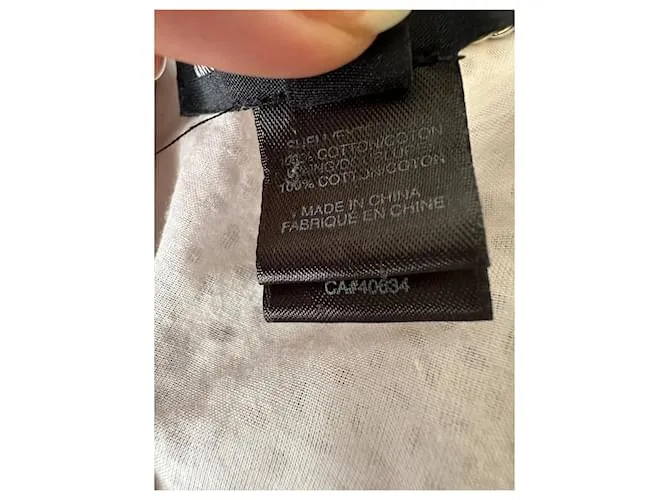 100% COTTON/COTON
100% COTTON/COTON
MADE IN CHINA
FABRIQUE EN CHINE
CA#40634